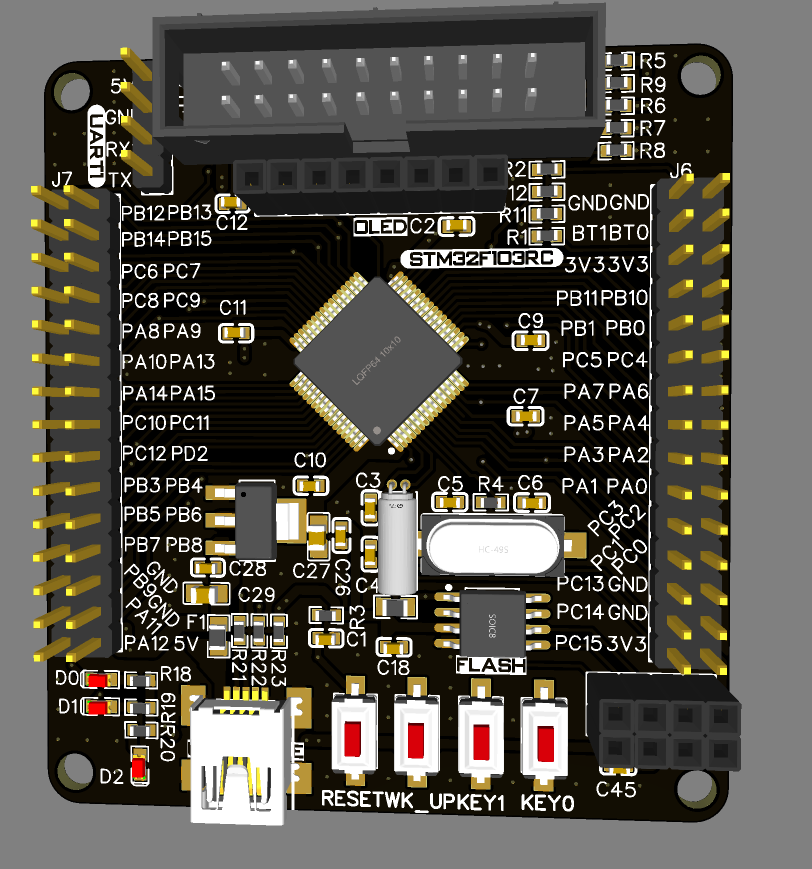 R5
R9
R6
R7
R8
UART1
GN
RX
TX
J7
J6
R2
12
R11
R1
C12
OLED
C2
STM32F103RC
PB12 PB13
PB14 PB15
PC6 PC7
PC8 PC9
PA8 PA9
PA10 PA13
PA14 PA15
PC10 PC11
PC12 PD2
PB3 PB4
PB5 PB6
PB7 PB8
GND
PB9 GND
PA11
PA12 5V
GND GND
BT1 BT0
3V3 3V3
PB11 PB10
PB1 PB0
PC5 PC4
PA7 PA6
PA5 PA4
PA3 PA2
PA1 PA0
PC3
PC2
PC1
PC0
PC13 GND
PC14 GND
PC15 3V3
C11
C9
LQFP64 10x10
C7
C10
C3
C5
R4
C6
HC-49S
C27
C26
C4
C28
C29
F1
R3
C1
C18
SOIC8
FLASH
R21
R22
R23
D0
R18
D1
R19
R20
D2
RESET WK_UP KEY1 KEY0
C45